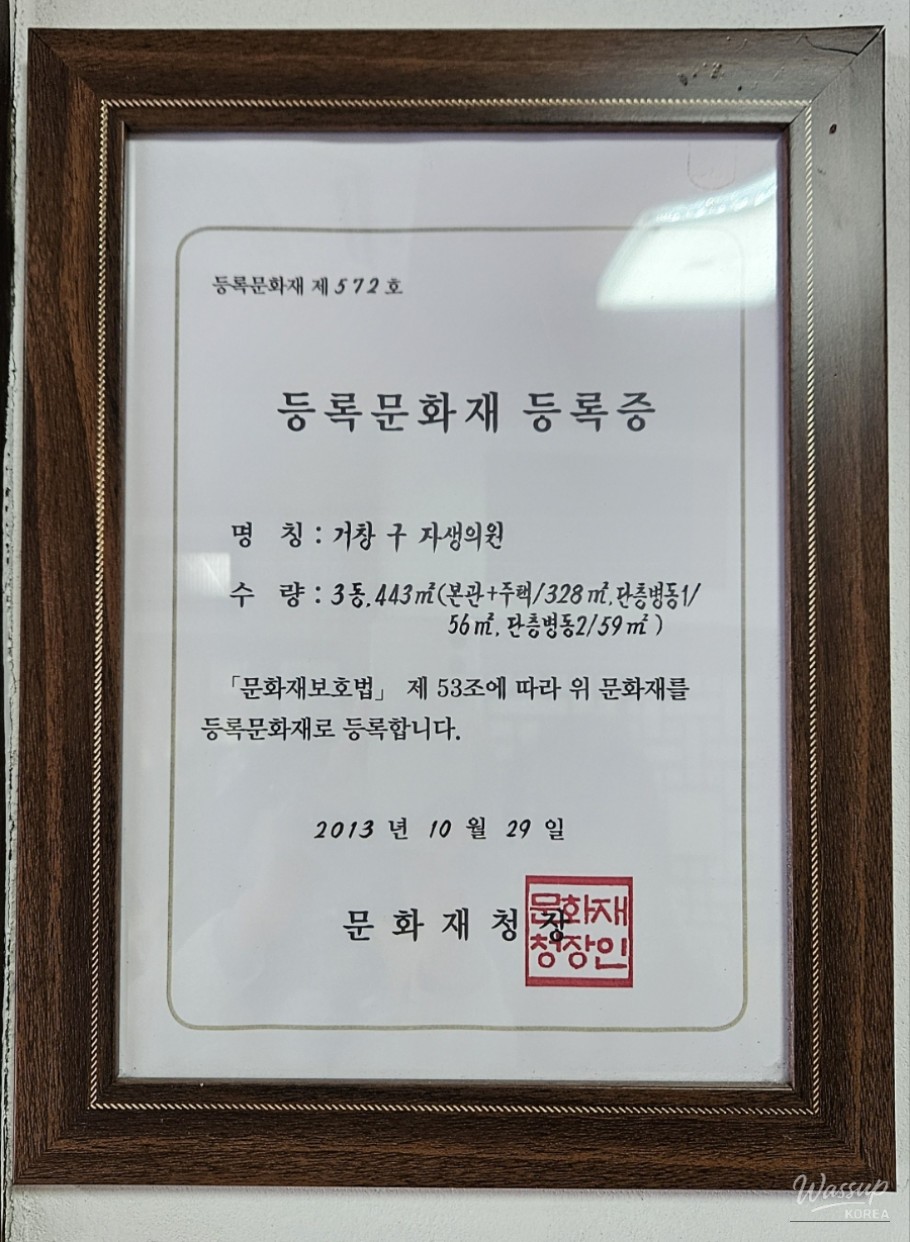 등록문화재 제 572 호
등록문화재 등록증
명 칭 : 거창 구 자생의원
수 량 : 3동, 443㎡(본관+주택/328㎡, 단층병동1/
56㎡, 단층병동2/59㎡)
「문화재보호법」 제 53조에 따라 위 문화재를
등록문화재로 등록합니다.
2013 년 10 월 29 일
문 화 재 청 장
문화재
청장인
Wassup
KOREA